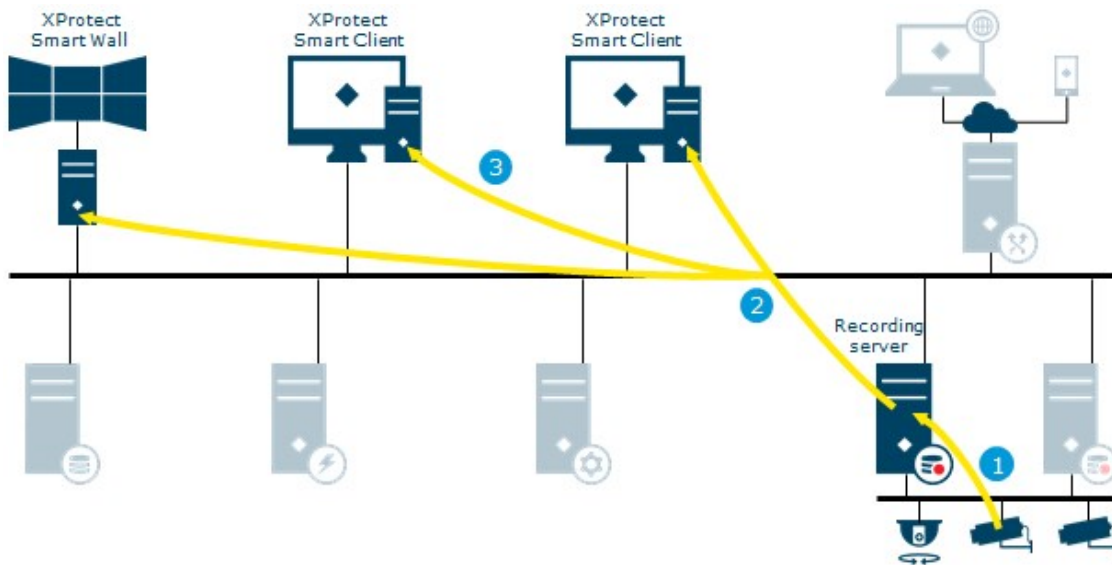 XProtect
Smart Wall
XProtect
Smart Client
XProtect
Smart Client
3
2
Recording
server
1